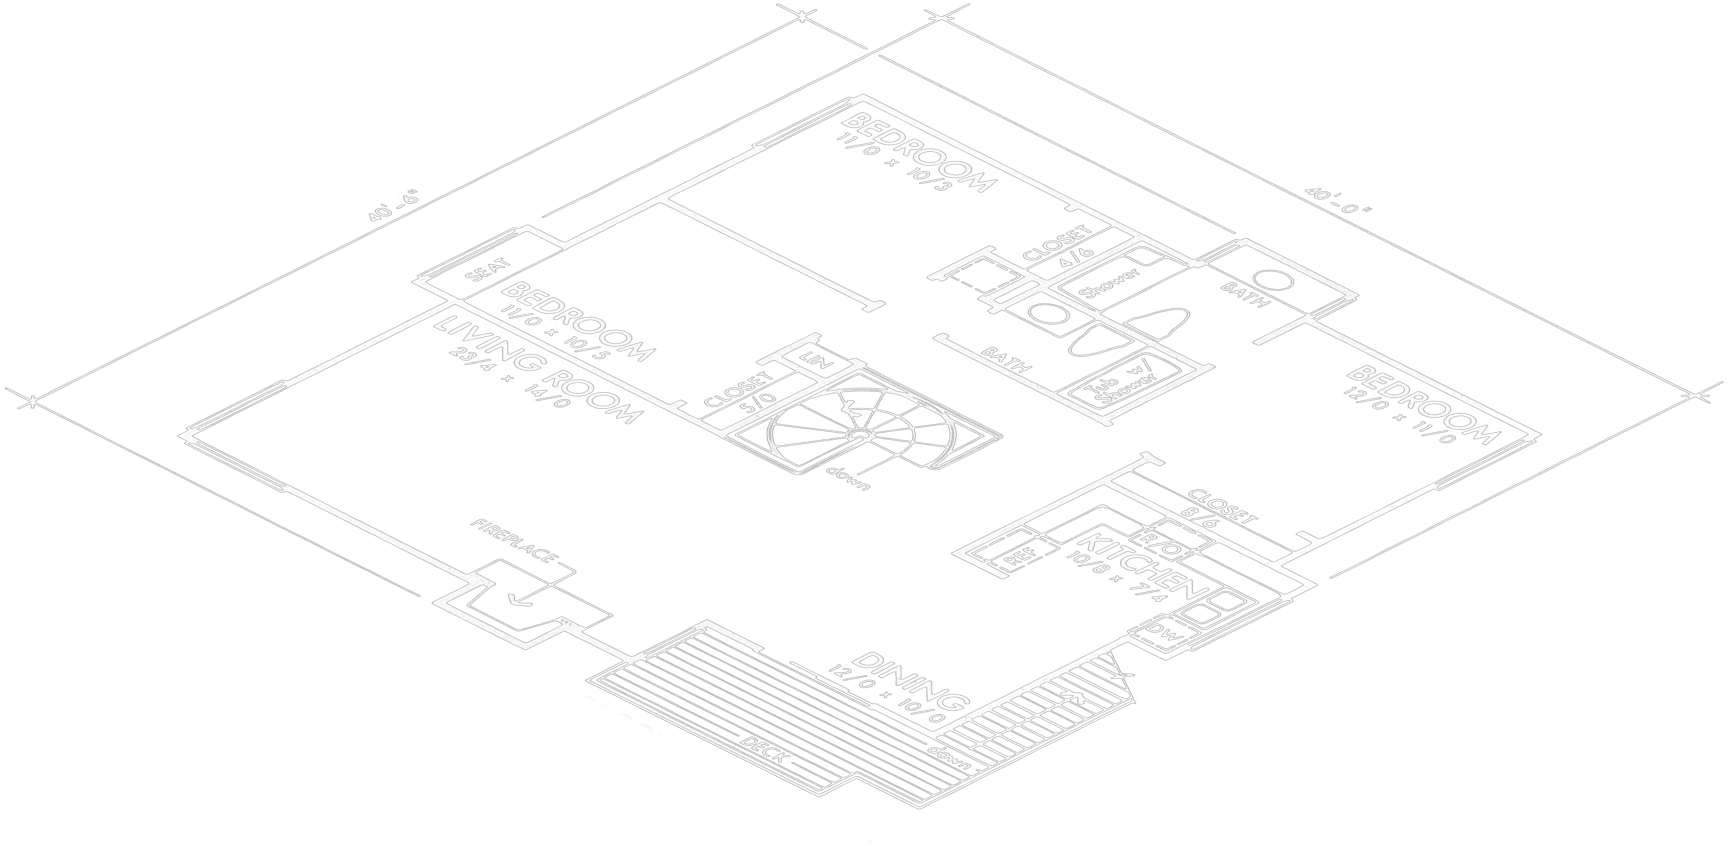 40'-6"
40'-0"
BEDROOM
11/0 x 10/3
CLOSET
4/6
Shower
BATH
SEAT
BEDROOM
11/0 x 10/5
LIVING ROOM
23/4 x 14/0
LIN
BATH
CLOSET
5/0
Tub w/
Shower
BEDROOM
12/0 x 11/0
down
CLOSET
8/6
FIREPLACE
REF
R/O
KITCHEN
10/8 x 7/4
DW
DINING
12/0 x 10/0
DECK
down